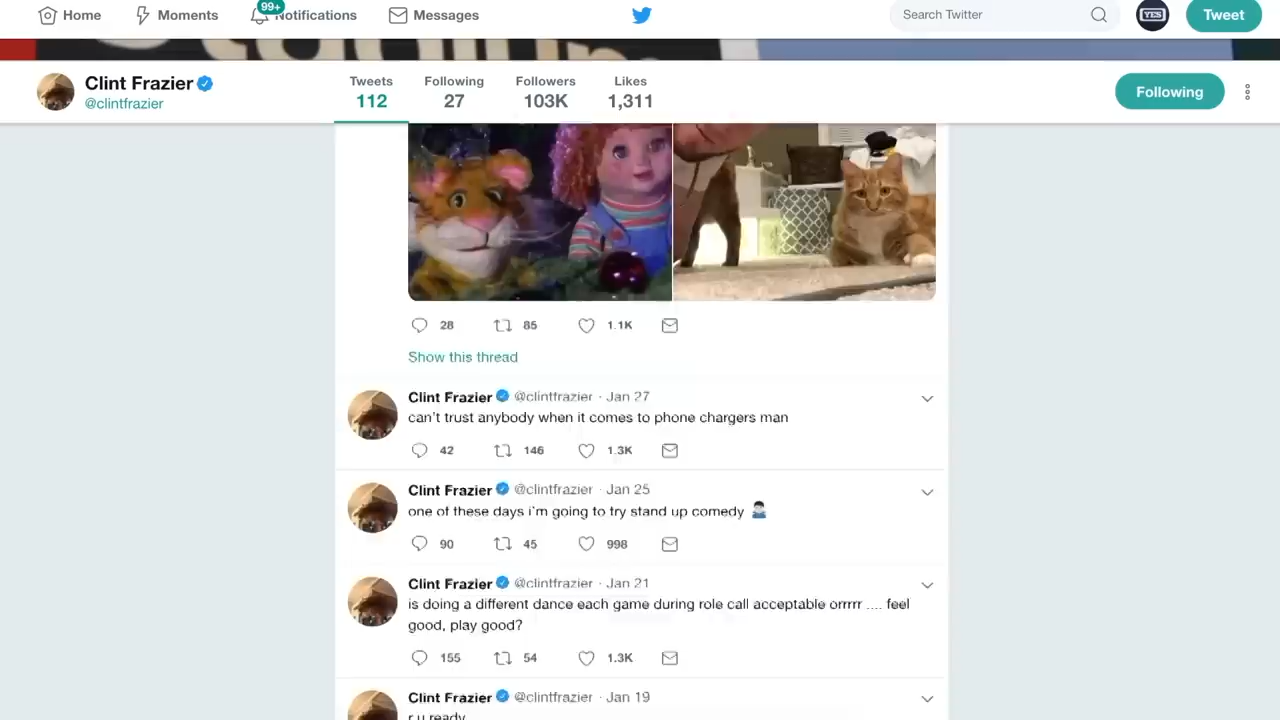 Home
Moments
99+
Notifications
Messages
Search Twitter
YES
Tweet
Clint Frazier
@clintfrazier
Tweets
112
Following
27
Followers
103K
Likes
1,311
Following
28 85 1.1K
Show this thread
Clint Frazier @clintfrazier · Jan 27
can't trust anybody when it comes to phone chargers man
42 146 1.3K
Clint Frazier @clintfrazier · Jan 25
one of these days i'm going to try stand up comedy
90 45 998
Clint Frazier @clintfrazier · Jan 21
is doing a different dance each game during role call acceptable orrrrr .... feel
good, play good?
155 54 1.3K
Clint Frazier @clintfrazier · Jan 19
r u ready